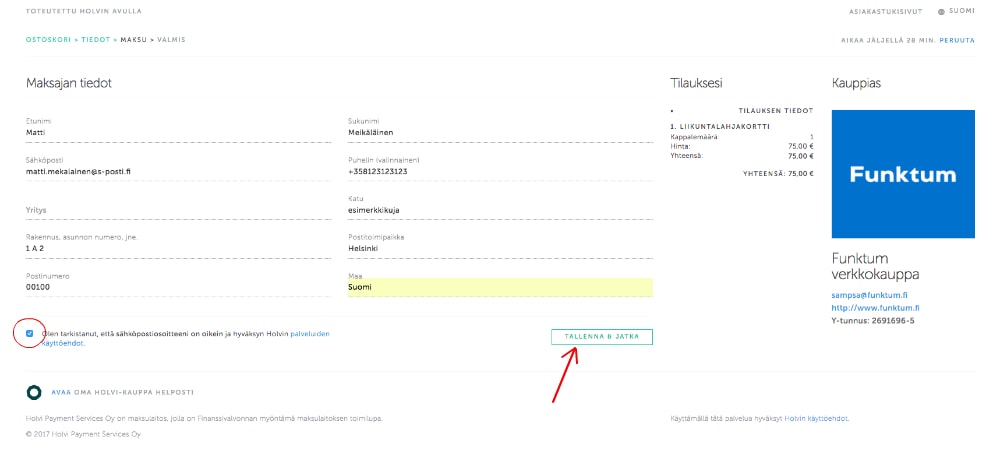 TOTEUTETTU HOLVIN AVULLA
ASIAKASTUKISIVUT SUOMI
OSTOSKORI > TIEDOT > MAKSU > VALMIS
AIKAA JÄLJELLÄ 28 MIN. PERUUTA
Maksajan tiedot
Etunimi
Matti
Sukunimi
Meikäläinen
Sähköposti
matti.mekalainen@s-posti.fi
Puhelin (valinnainen)
+358123123123
Yritys
Katu
esimerkkikuja
Rakennus, asunnon numero, jne.
1 A 2
Postitoimipaikka
Helsinki
Postinumero
00100
Maa
Suomi
Olen tarkistanut, että sähköpostiosoitteeni on oikein ja hyväksyn Holvin palveluiden
käyttöehdot.
TALLENNA & JATKA
Tilauksesi
TILAUKSEN TIEDOT
1. LIIKUNTALAHJAKORTTI
Kappalemäärä: 1
Hinta: 75,00 €
Yhteensä: 75,00 €
YHTEENSÄ: 75,00 €
Kauppias
Funktum
Funktum
verkkokauppa
sampsa@funktum.fi
http://www.funktum.fi
Y-tunnus: 2691696-5
AVAA OMA HOLVI-KAUPPA HELPOSTI
Holvi Payment Services Oy on maksulaitos, jolla on Finanssivalvonnan myöntämä maksulaitoksen toimilupa.
Käyttämällä tätä palvelua hyväksyt Holvin käyttöehdot.
© 2017 Holvi Payment Services Oy